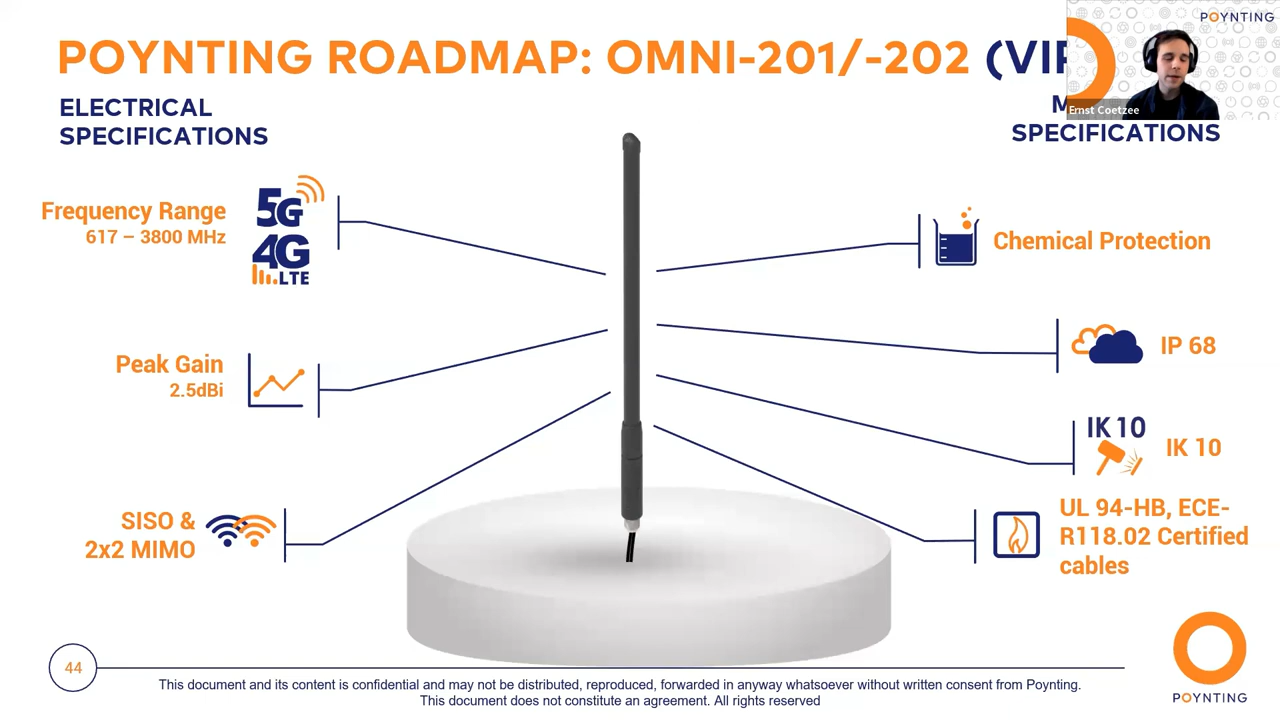 POYNTING ROADMAP: OMNI-201/-202
POYNTING
Ernst Coetzee
ELECTRICAL
SPECIFICATIONS
SPECIFICATIONS
Frequency Range
617 – 3800 MHz
5G
4G
LTE
Chemical Protection
Peak Gain
2.5dBi
IP 68
IK 10
IK 10
SISO &
2x2 MIMO
UL 94-HB, ECE-
R118.02 Certified
cables
44
This document and its content is confidential and may not be distributed, reproduced, forwarded in anyway whatsoever without written consent from Poynting.
This document does not constitute an agreement. All rights reserved
POYNTING